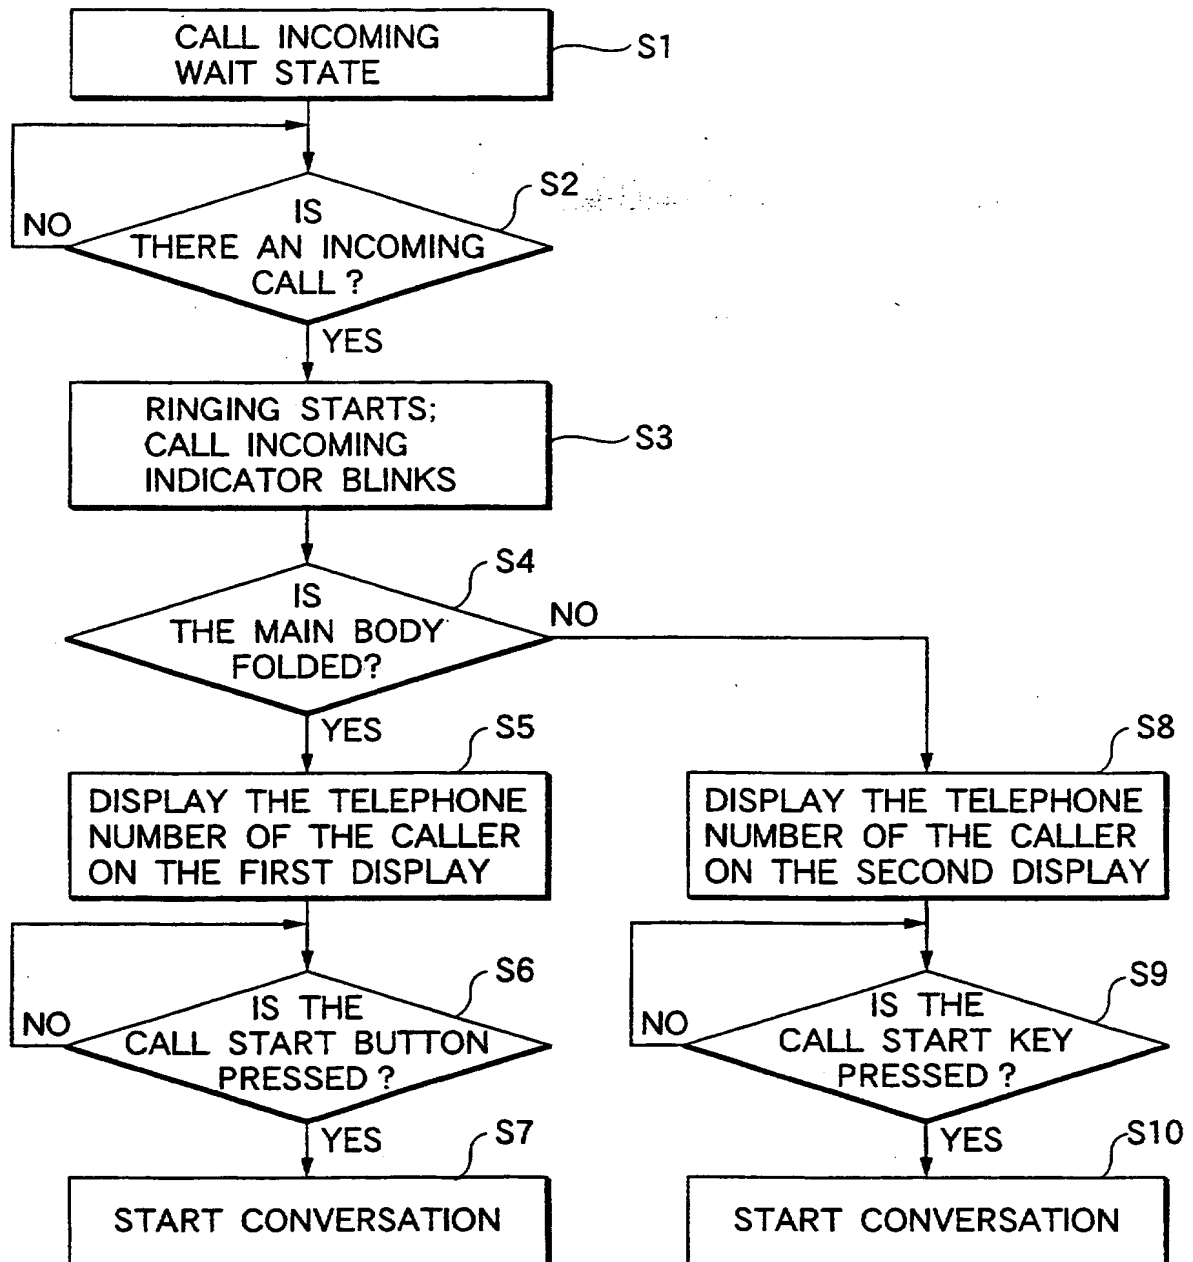 CALL INCOMING
WAIT STATE
S1
S2
IS
THERE AN INCOMING
CALL?
NO
YES
RINGING STARTS;
CALL INCOMING
INDICATOR BLINKS
S3
S4
IS
THE MAIN BODY
FOLDED?
NO
YES
S5
DISPLAY THE TELEPHONE
NUMBER OF THE CALLER
ON THE FIRST DISPLAY
S6
IS THE
CALL START BUTTON
PRESSED?
NO
YES
S7
START CONVERSATION
S8
DISPLAY THE TELEPHONE
NUMBER OF THE CALLER
ON THE SECOND DISPLAY
S9
IS THE
CALL START KEY
PRESSED?
NO
YES
S10
START CONVERSATION